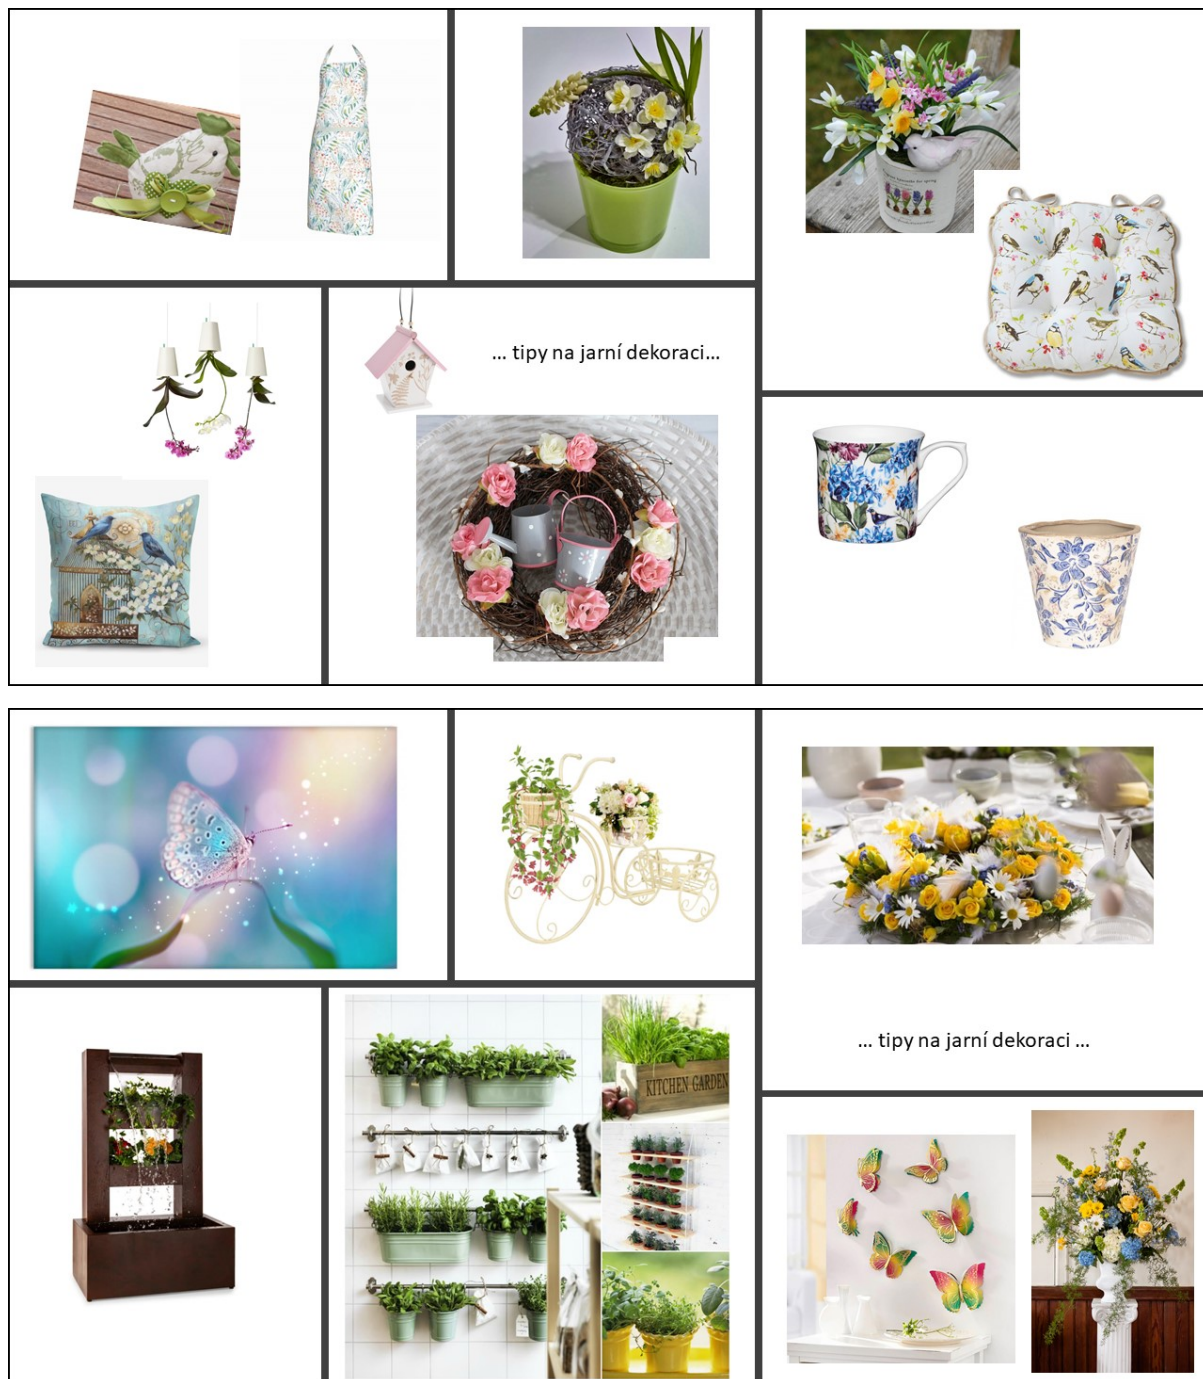 ... tipy na jarní dekoraci...
... tipy na jarní dekoraci ...
KITCHEN GARDEN